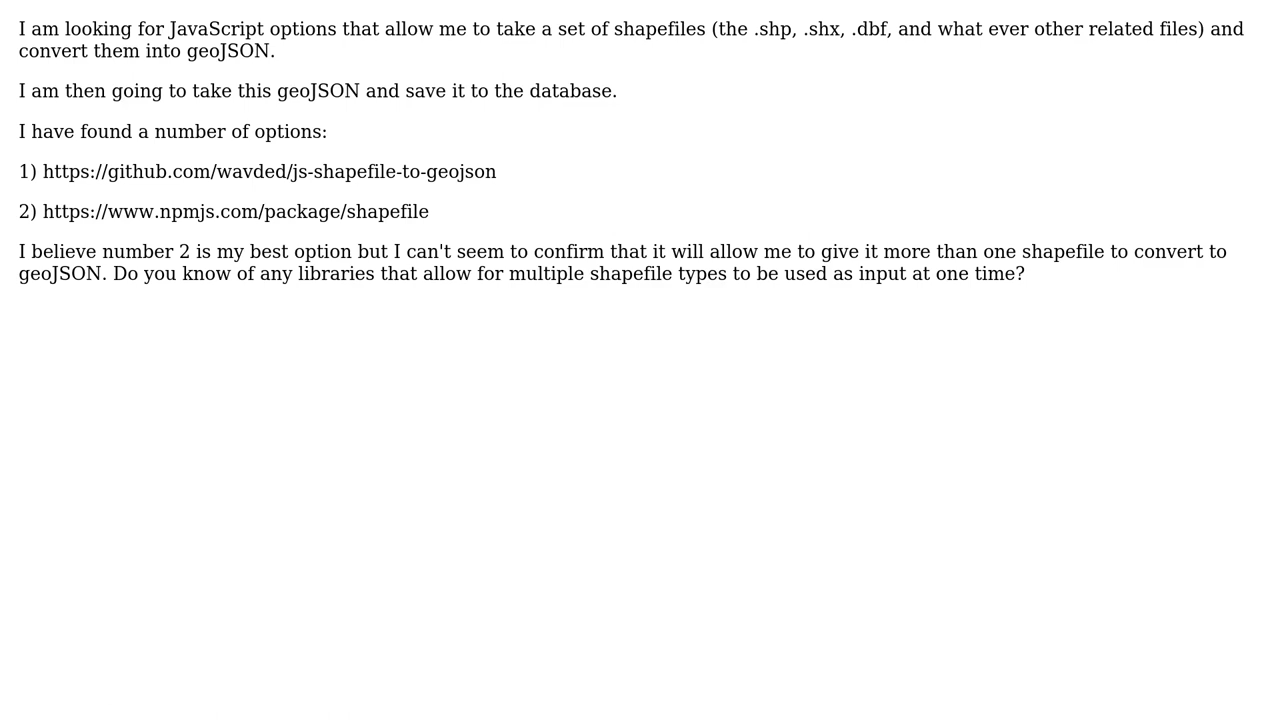 I am looking for JavaScript options that allow me to take a set of shapefiles (the .shp, .shx, .dbf, and what ever other related files) and
convert them into geoJSON.
I am then going to take this geoJSON and save it to the database.
I have found a number of options:
1) https://github.com/wavded/js-shapefile-to-geojson
2) https://www.npmjs.com/package/shapefile
I believe number 2 is my best option but I can't seem to confirm that it will allow me to give it more than one shapefile to convert to
geoJSON. Do you know of any libraries that allow for multiple shapefile types to be used as input at one time?